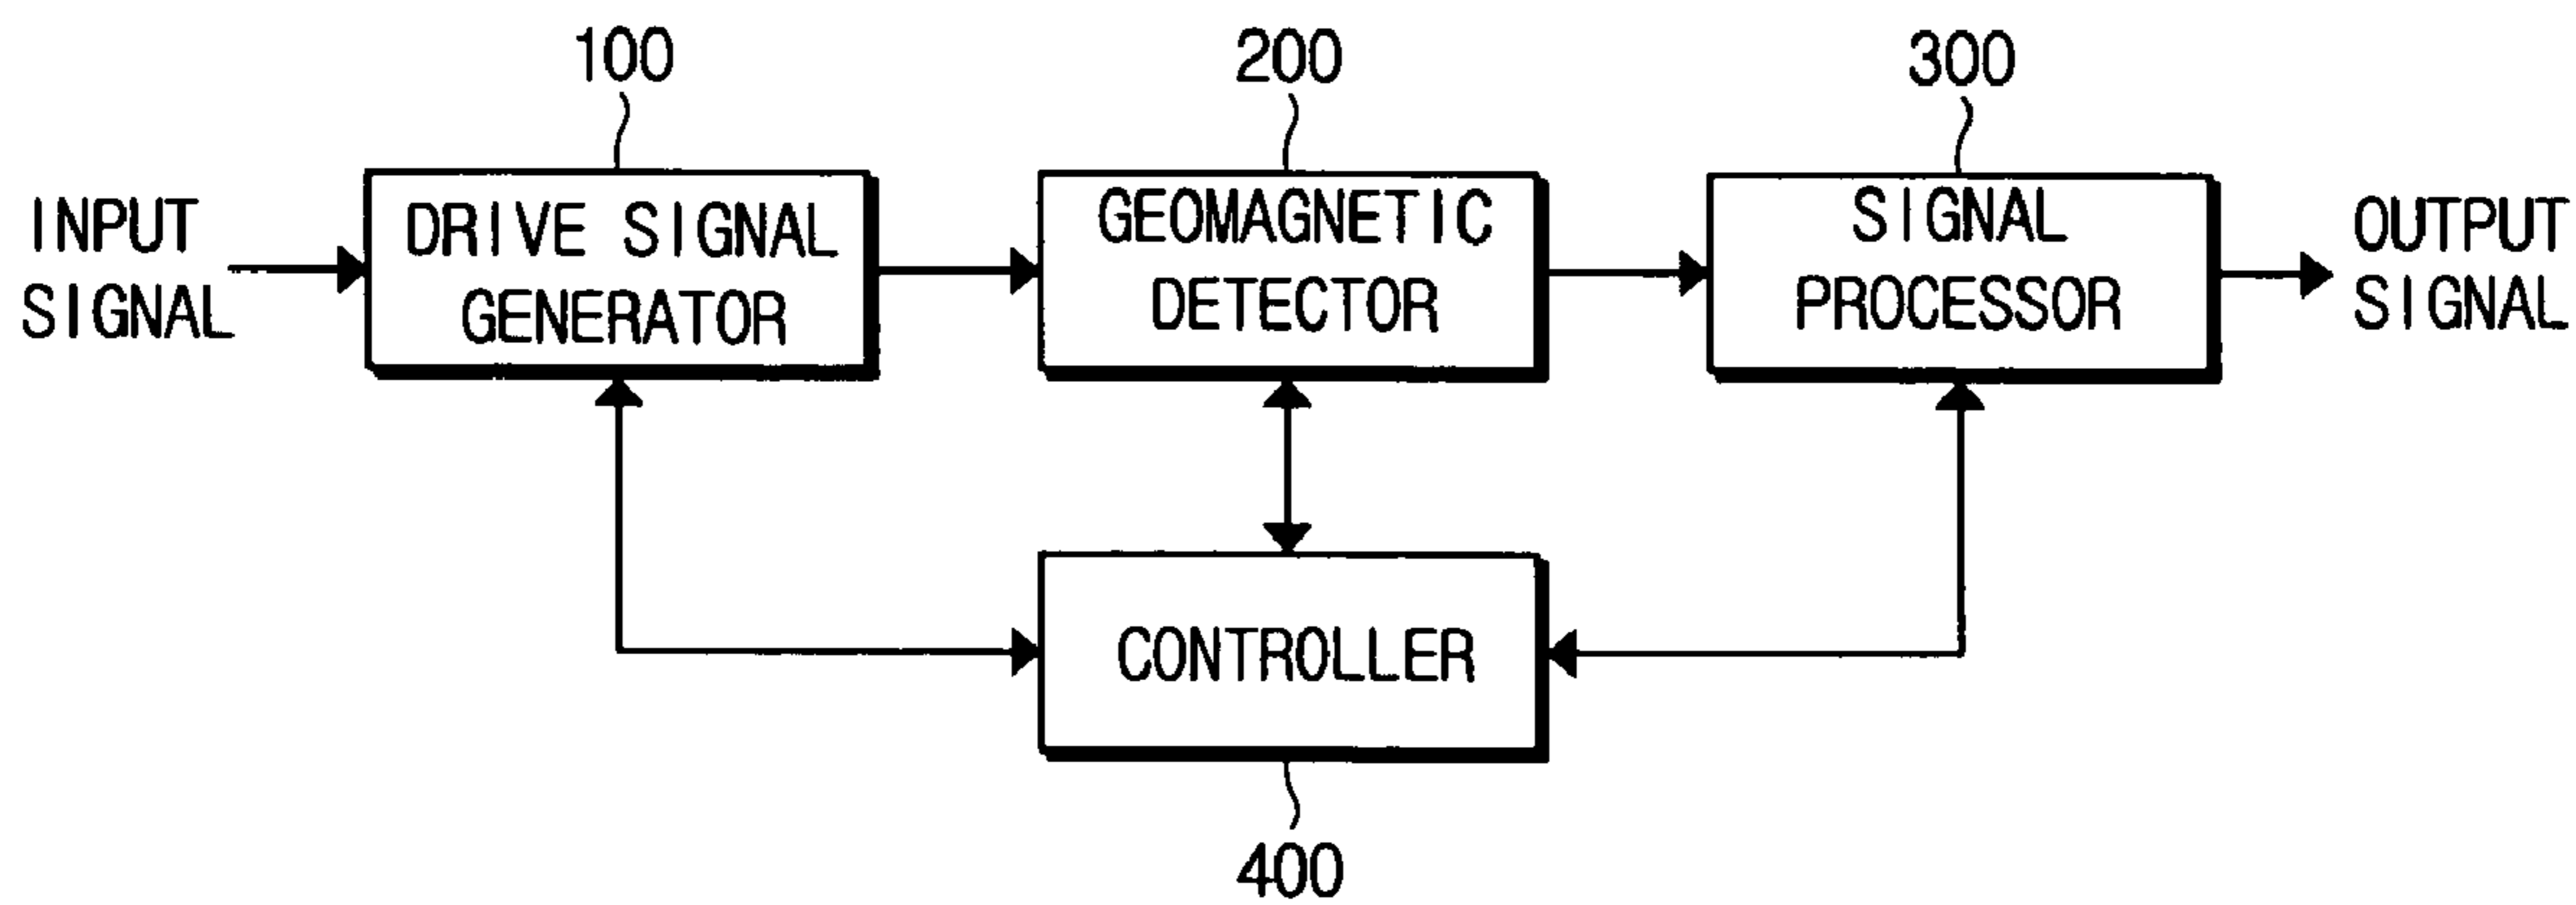 100
200
300
INPUT
SIGNAL
DRIVE SIGNAL
GENERATOR
GEOMAGNETIC
DETECTOR
SIGNAL
PROCESSOR
OUTPUT
SIGNAL
CONTROLLER
400